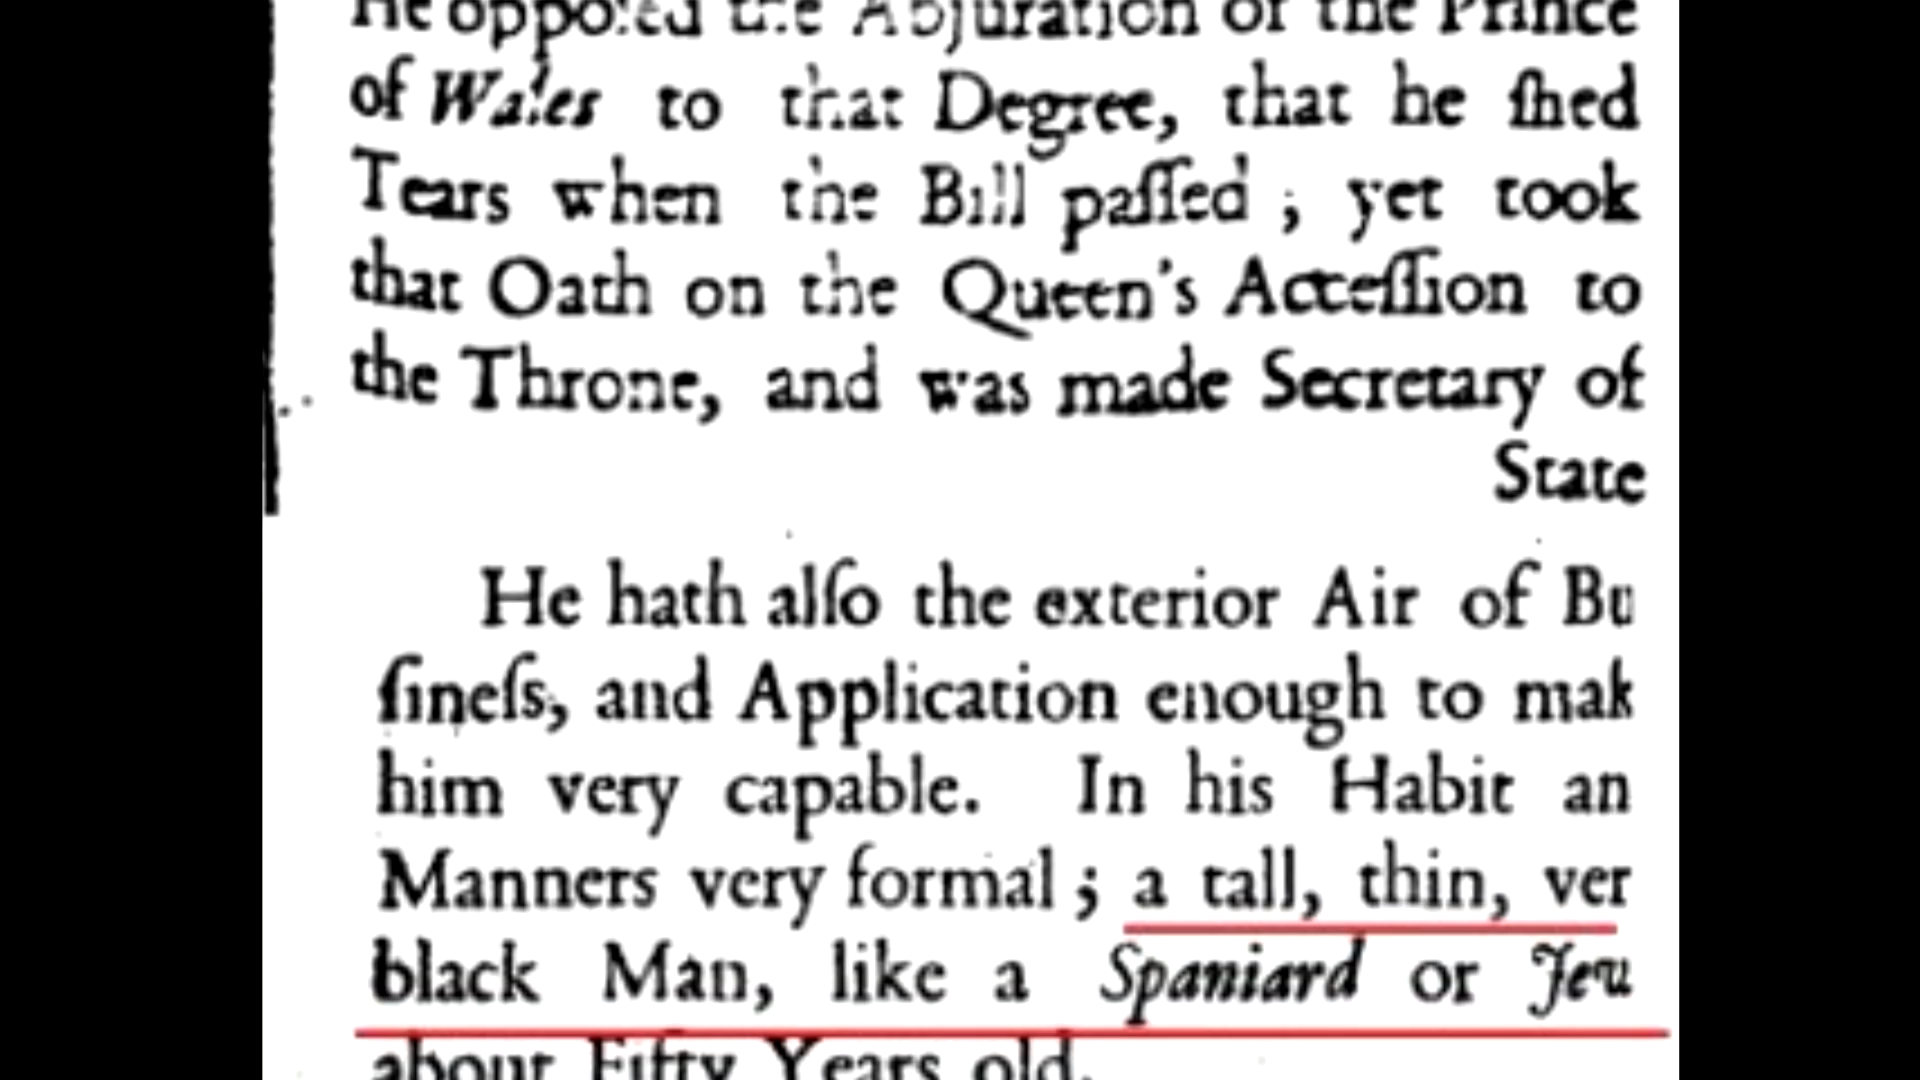 He opposed the Abjuration of the Prince
of Wales to that Degree, that he ſhed
Tears when the Bill paſſed ; yet took
that Oath on the Queen's Acceſſion to
the Throne, and was made Secretary of
State
He hath alſo the exterior Air of Bu
ſineſs, and Application enough to mak
him very capable. In his Habit an
Manners very formal ; a tall, thin, ver
black Man, like a Spaniard or Jew
about Fifty Years old.